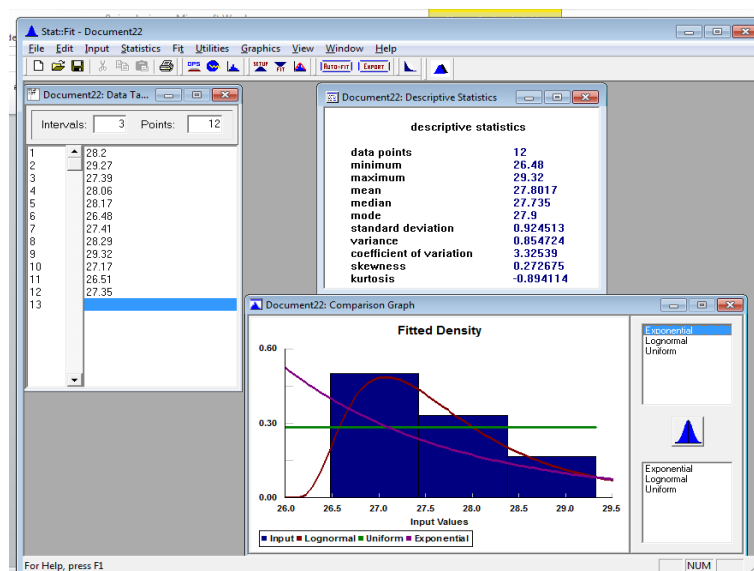 Stat::Fit - Document22
File Edit Input Statistics Fit Utilities Graphics View Window Help
DPS SETUP FIT AUTO-FIT EXPORT
Document22: Data Ta...
Intervals: 3 Points: 12
1 28.2
2 29.27
3 27.39
4 28.06
5 28.17
6 26.48
7 27.41
8 28.29
9 29.32
10 27.17
11 26.51
12 27.35
13
Document22: Descriptive Statistics
descriptive statistics
data points 12
minimum 26.48
maximum 29.32
mean 27.8017
median 27.735
mode 27.9
standard deviation 0.924513
variance 0.854724
coefficient of variation 3.32539
skewness 0.272675
kurtosis -0.894114
Document22: Comparison Graph
Fitted Density
0.60
0.30
0.00
26.0 26.5 27.0 27.5 28.0 28.5 29.0 29.5
Input Values
Input Lognormal Uniform Exponential
Exponential
Lognormal
Uniform
Exponential
Lognormal
Uniform
For Help, press F1
NUM